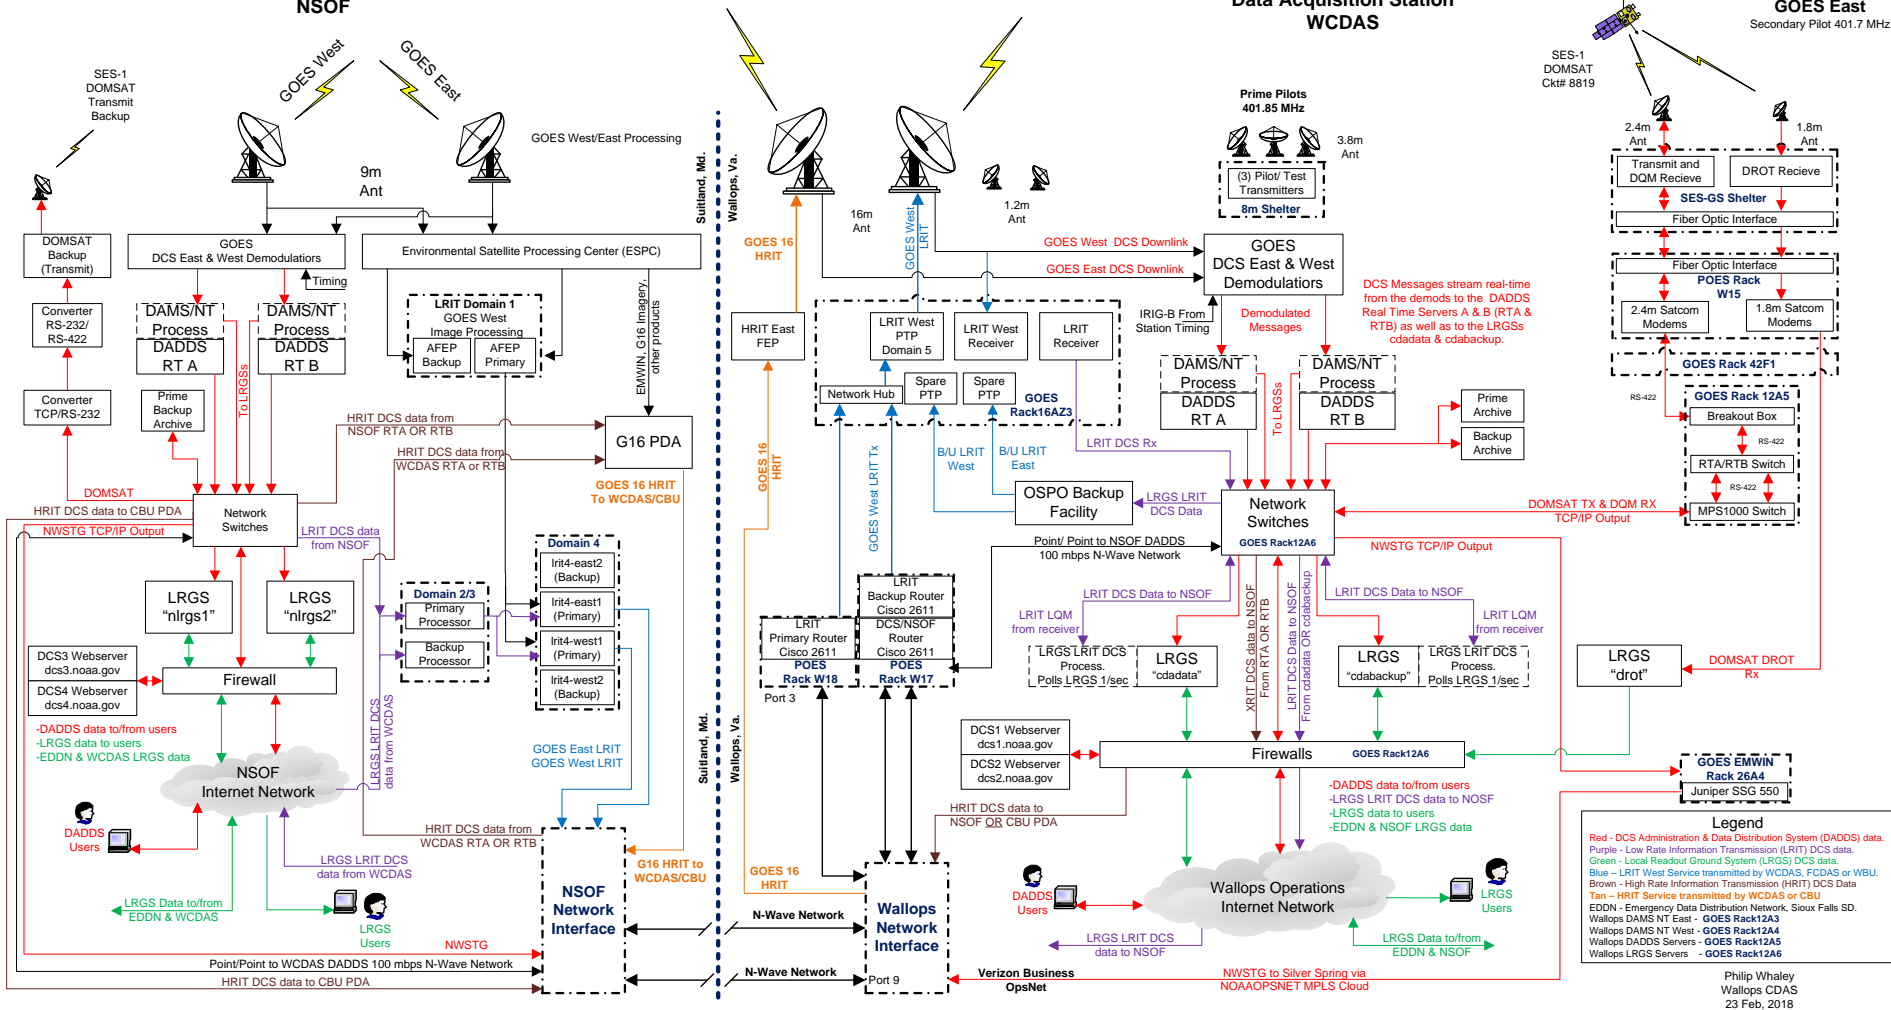 NSOF
Data Acquisition Station
WCDAS
GOES East
Secondary Pilot 401.7 MHz
SES-1
DOMSAT
Transmit
Backup
GOES West
GOES East
GOES West/East Processing
9m
Ant
Suitland, Md.
Wallops, Va.
DOMSAT
Backup
(Transmit)
GOES
DCS East & West Demodulators
Timing
Environmental Satellite Processing Center (ESPC)
Converter
RS-232/
RS-422
DAMS/NT
Process
DADDS
RT A
DAMS/NT
Process
DADDS
RT B
LRIT Domain 1
GOES West
Image Processing
AFEP
Backup
AFEP
Primary
EMWIN, G16 Imagery,
other products
Converter
TCP/RS-232
Prime
Backup
Archive
To LRGSs
HRIT DCS data from
NSOF RTA OR RTB
HRIT DCS data from
WCDAS RTA or RTB
G16 PDA
GOES 16 HRIT
To WCDAS/CBU
DOMSAT
HRIT DCS data to CBU PDA
NWSTG TCP/IP Output
Network
Switches
LRIT DCS data
from NSOF
Domain 4
lrit4-east2
(Backup)
lrit4-east1
(Primary)
lrit4-west1
(Primary)
lrit4-west2
(Backup)
Domain 2/3
Primary
Processor
Backup
Processor
LRGS
“nlrgs1”
LRGS
“nlrgs2”
DCS3 Webserver
dcs3.noaa.gov
DCS4 Webserver
dcs4.noaa.gov
Firewall
-DADDS data to/from users
-LRGS data to users
-EDDN & WCDAS LRGS data
LRGS LRIT DCS
data from WCDAS
NSOF
Internet Network
GOES East LRIT
GOES West LRIT
DADDS
Users
HRIT DCS data from
WCDAS RTA OR RTB
LRGS LRIT DCS
data from WCDAS
G16 HRIT to
WCDAS/CBU
LRGS Data to/from
EDDN & WCDAS
LRGS
Users
NSOF
Network
Interface
NWSTG
Point/Point to WCDAS DADDS 100 mbps N-Wave Network
HRIT DCS data to CBU PDA
Suitland, Md.
Wallops, Va.
N-Wave Network
N-Wave Network
GOES 16
HRIT
16m
Ant
GOES West
LRIT
1.2m
Ant
Prime Pilots
401.85 MHz
3.8m
Ant
(3) Pilot/ Test
Transmitters
8m Shelter
GOES West DCS Downlink
GOES East DCS Downlink
GOES
DCS East & West
Demodulators
IRIG-B From
Station Timing
Demodulated
Messages
DCS Messages stream real-time
from the demods to the DADDS
Real Time Servers A & B (RTA &
RTB) as well as to the LRGSs
cdadata & cdabackup.
HRIT East
FEP
LRIT West
PTP
Domain 5
LRIT West
Receiver
LRIT
Receiver
Network Hub
Spare
PTP
Spare
PTP
GOES
Rack16AZ3
DAMS/NT
Process
DADDS
RT A
DAMS/NT
Process
DADDS
RT B
To LRGSs
Prime
Archive
Backup
Archive
GOES 16
HRIT
GOES West LRIT Tx
B/U LRIT
West
B/U LRIT
East
LRIT DCS Rx
OSPO Backup
Facility
LRGS LRIT
DCS Data
Network
Switches
GOES Rack12A6
DOMSAT TX & DQM RX
TCP/IP Output
NWSTG TCP/IP Output
Point/ Point to NSOF DADDS
100 mbps N-Wave Network
LRIT
Primary Router
Cisco 2611
POES
Rack W18
Port 3
LRIT
Backup Router
Cisco 2611
DCS/NSOF
Router
Cisco 2611
POES
Rack W17
LRIT DCS Data to NSOF
LRIT LQM
from receiver
LRGS LRIT DCS
Process.
Polls LRGS 1/sec
LRGS
“cdadata”
XRIT DCS data to NSOF
From RTA OR RTB
LRIT DCS Data to NSOF
From cdadata OR cdabackup
LRIT DCS Data to NSOF
LRIT LQM
from receiver
LRGS
“cdabackup”
LRGS LRIT DCS
Process.
Polls LRGS 1/sec
LRGS
“drot”
DOMSAT DROT
Rx
DCS1 Webserver
dcs1.noaa.gov
DCS2 Webserver
dcs2.noaa.gov
Firewalls
GOES Rack12A6
HRIT DCS data to
NSOF OR CBU PDA
-DADDS data to/from users
-LRGS LRIT DCS data to NOSF
-LRGS data to users
-EDDN & NSOF LRGS data
GOES 16
HRIT
Wallops
Network
Interface
Port 9
DADDS
Users
Wallops Operations
Internet Network
LRGS
Users
LRGS LRIT DCS
data to NSOF
LRGS Data to/from
EDDN & NSOF
Verizon Business
OpsNet
NWSTG to Silver Spring via
NOAAOPSNET MPLS Cloud
SES-1
DOMSAT
Ckt# 8819
2.4m
Ant
1.8m
Ant
Transmit and
DQM Recieve
DROT Recieve
SES-GS Shelter
Fiber Optic Interface
Fiber Optic Interface
POES Rack
W15
2.4m Satcom
Modems
1.8m Satcom
Modems
GOES Rack 42F1
RS-422
GOES Rack 12A5
Breakout Box
RS-422
RTA/RTB Switch
RS-422
MPS1000 Switch
GOES EMWIN
Rack 26A4
Juniper SSG 550
Legend
Red - DCS Administration & Data Distribution System (DADDS) data.
Purple - Low Rate Information Transmission (LRIT) DCS data.
Green - Local Readout Ground System (LRGS) DCS data.
Blue – LRIT West Service transmitted by WCDAS, FCDAS or WBU.
Brown - High Rate Information Transmission (HRIT) DCS Data
Tan – HRIT Service transmitted by WCDAS or CBU
EDDN - Emergency Data Distribution Network, Sioux Falls SD.
Wallops DAMS NT East - GOES Rack12A3
Wallops DAMS NT West - GOES Rack12A4
Wallops DADDS Servers - GOES Rack12A5
Wallops LRGS Servers - GOES Rack12A6
Philip Whaley
Wallops CDAS
23 Feb, 2018